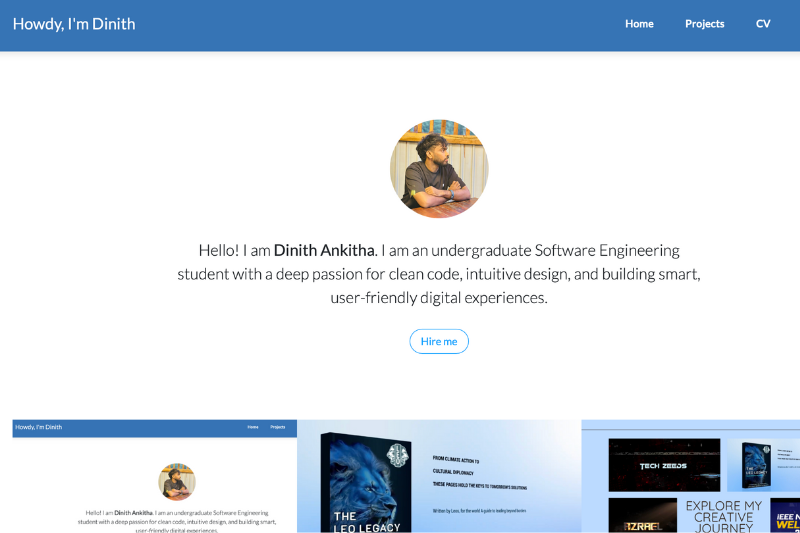 Howdy, I'm Dinith
Home
Projects
CV
Hello! I am Dinith Ankitha. I am an undergraduate Software Engineering
student with a deep passion for clean code, intuitive design, and building smart,
user-friendly digital experiences.
Hire me
Howdy, I'm Dinith
Home
Projects
Hello! I am Dinith Ankitha. I am an undergraduate Software Engineering
student with a deep passion for clean code, intuitive design, and building smart,
user-friendly digital experiences.
FROM CLIMATE ACTION TO
CULTURAL DIPLOMACY
THESE PAGES HOLD THE KEYS TO TOMORROW'S SOLUTIONS
Written by Leos, for the world A guide to leading beyond borders
THE
LEO LEGACY
TECH ZEEDS
EXPLORE MY
CREATIVE
JOURNEY